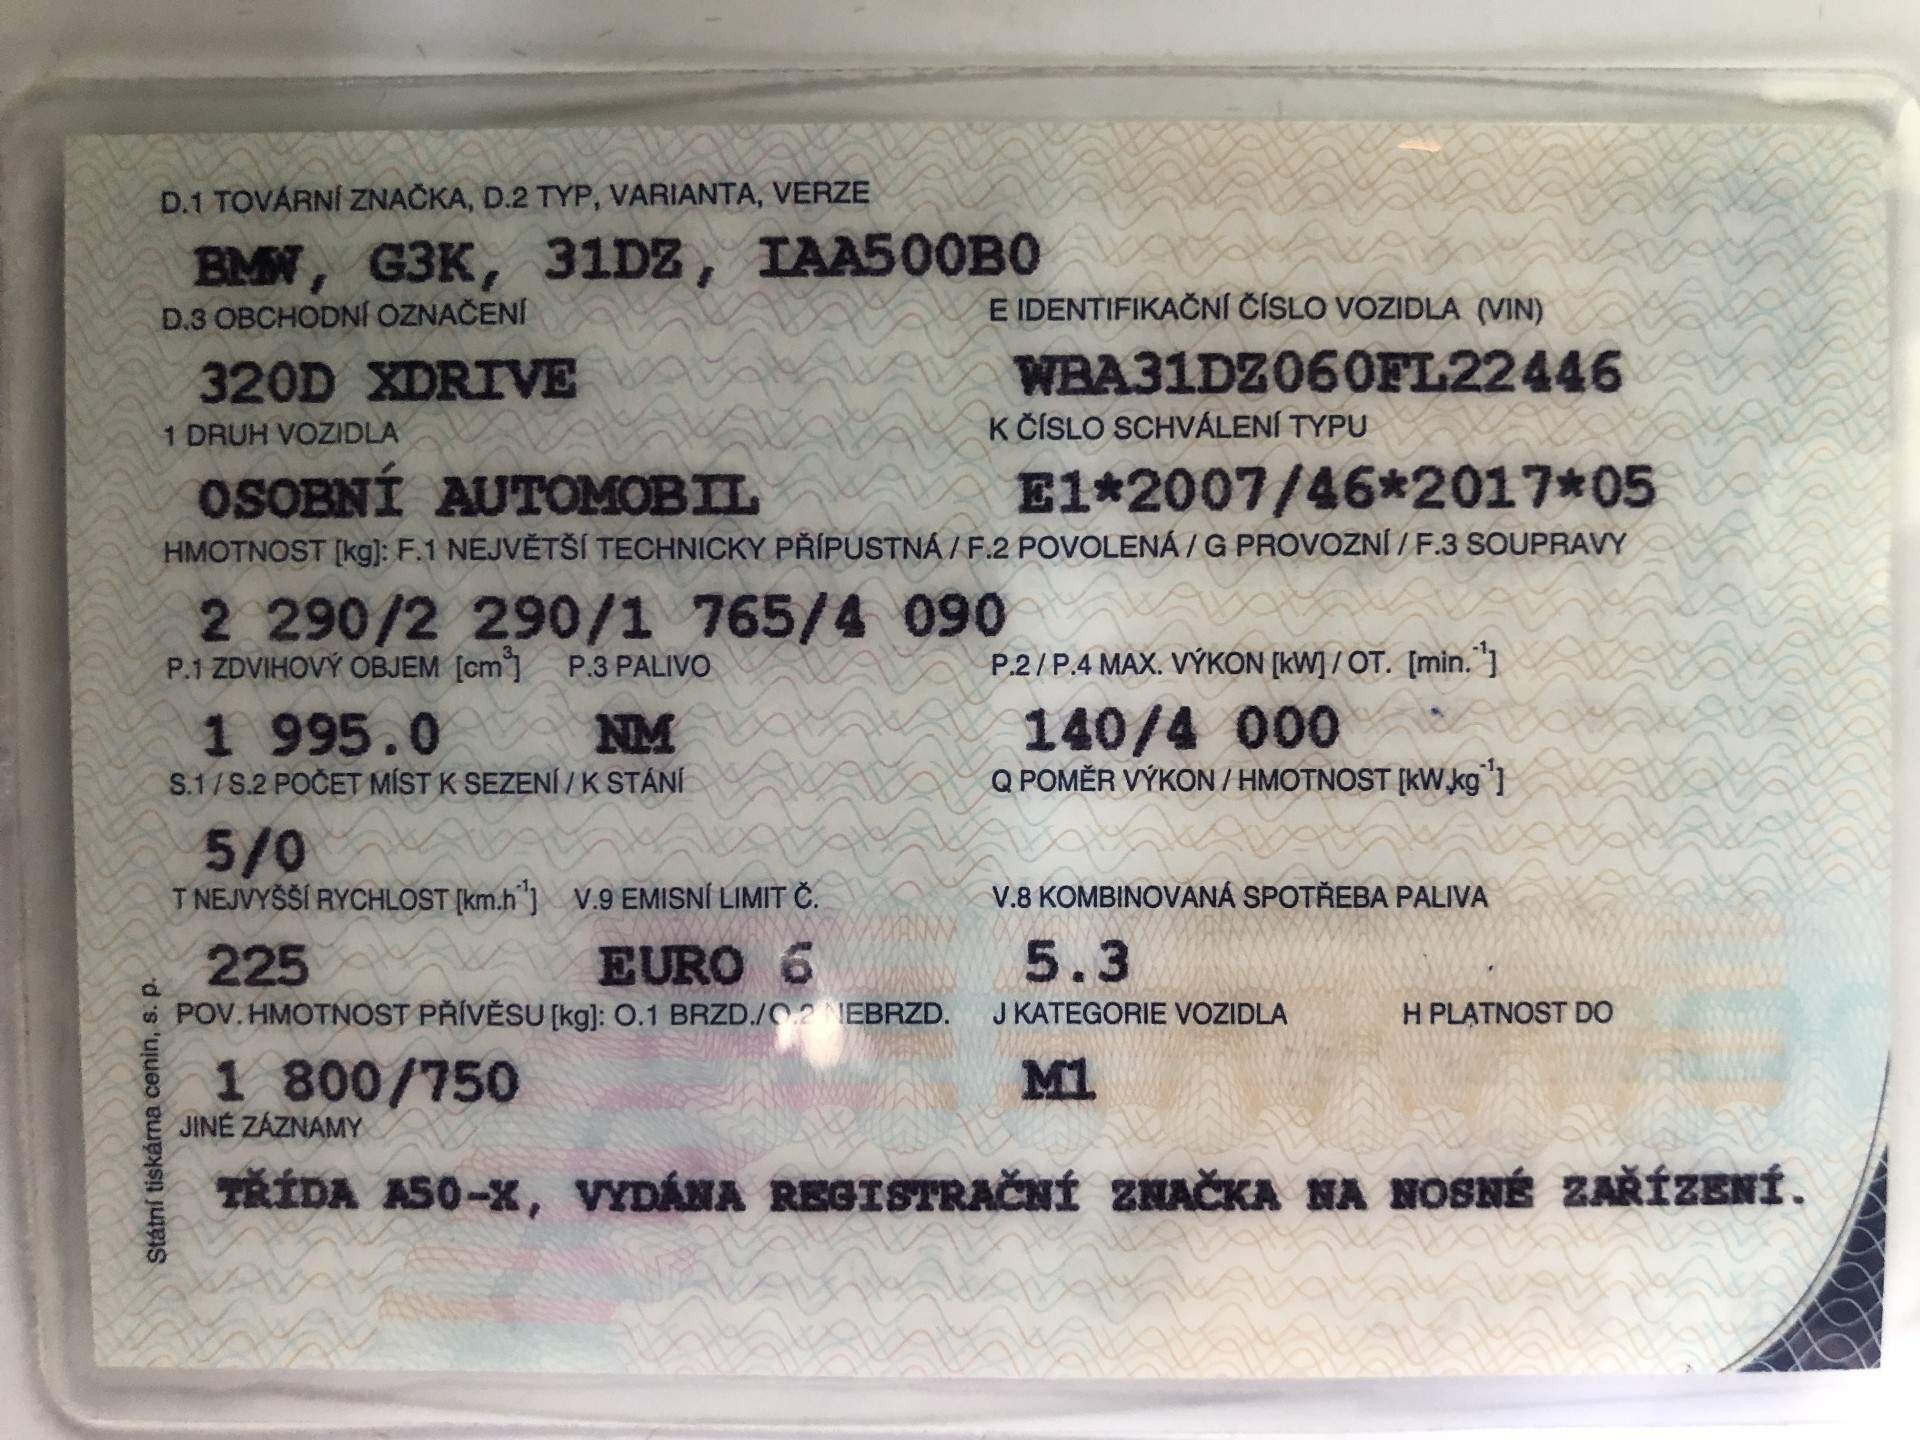 D.1 TOVÁRNÍ ZNAČKA, D.2 TYP, VARIANTA, VERZE
BMW, G3K, 31DZ, IAA500B0
D.3 OBCHODNÍ OZNAČENÍ E IDENTIFIKAČNÍ ČÍSLO VOZIDLA (VIN)
320D XDRIVE WBA31DZ060FL22446
1 DRUH VOZIDLA K ČÍSLO SCHVÁLENÍ TYPU
OSOBNÍ AUTOMOBIL E1*2007/46*2017*05
HMOTNOST [kg]: F.1 NEJVĚTŠÍ TECHNICKY PŘÍPUSTNÁ / F.2 POVOLENÁ / G PROVOZNÍ / F.3 SOUPRAVY
2 290/2 290/1 765/4 090
P.1 ZDVIHOVÝ OBJEM [cm³] P.3 PALIVO P.2 / P.4 MAX. VÝKON [kW] / OT. [min.⁻¹]
1 995.0 NM 140/4 000
S.1 / S.2 POČET MÍST K SEZENÍ / K STÁNÍ Q POMĚR VÝKON / HMOTNOST [kW,kg⁻¹]
5/0
T NEJVYŠŠÍ RYCHLOST [km.h⁻¹] V.9 EMISNÍ LIMIT Č. V.8 KOMBINOVANÁ SPOTŘEBA PALIVA
225 EURO 6 5.3
POV. HMOTNOST PŘÍVĚSU [kg]: O.1 BRZD./O.2 NEBRZD. J KATEGORIE VOZIDLA H PLATNOST DO
1 800/750 M1
JINÉ ZÁZNAMY
TŘÍDA A50-X, VYDÁNA REGISTRAČNÍ ZNAČKA NA NOSNÉ ZAŘÍZENÍ.
Státní tiskárna cenin, s. p.